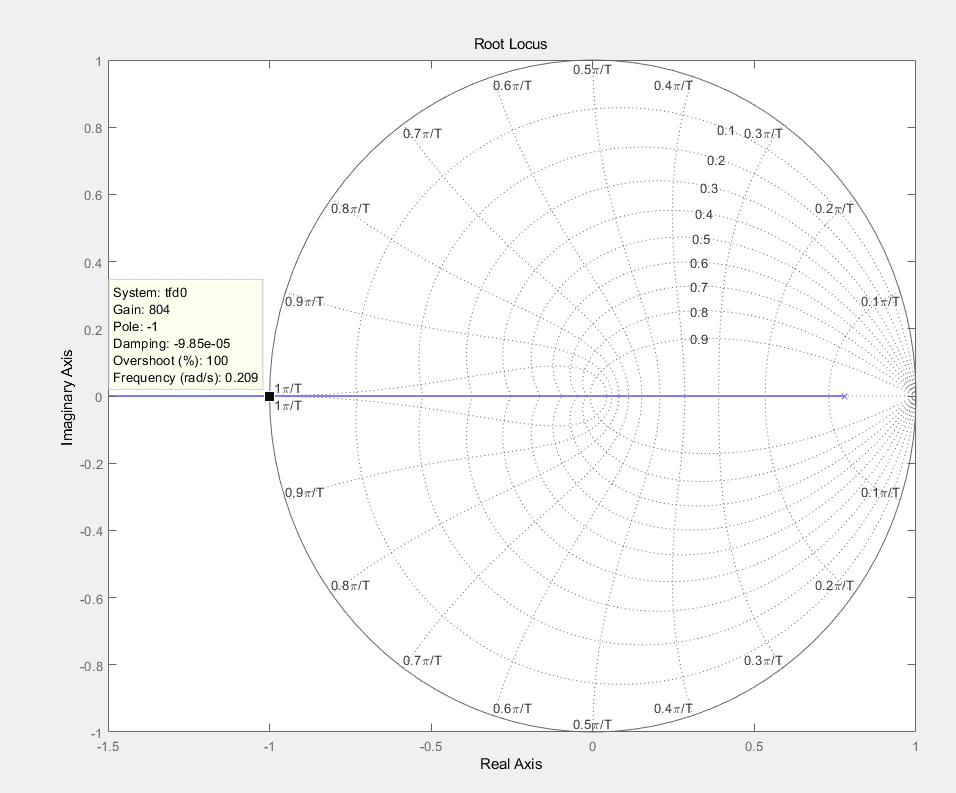 Root Locus
1
0.8
0.6
0.4
0.2
0
-0.2
-0.4
-0.6
-0.8
-1
Imaginary Axis
0.5π/T
0.6π/T
0.4π/T
0.7π/T
0.1
0.3π/T
0.2
0.3
0.8π/T
0.4
0.2π/T
0.5
0.6
0.7
0.9π/T
0.8
0.1π/T
0.9
System: tfd0
Gain: 804
Pole: -1
Damping: -9.85e-05
Overshoot (%): 100
Frequency (rad/s): 0.209
1π/T
1π/T
0.9π/T
0.1π/T
0.8π/T
0.2π/T
0.7π/T
0.3π/T
0.6π/T
0.4π/T
0.5π/T
-1.5
-1
-0.5
0
0.5
1
Real Axis